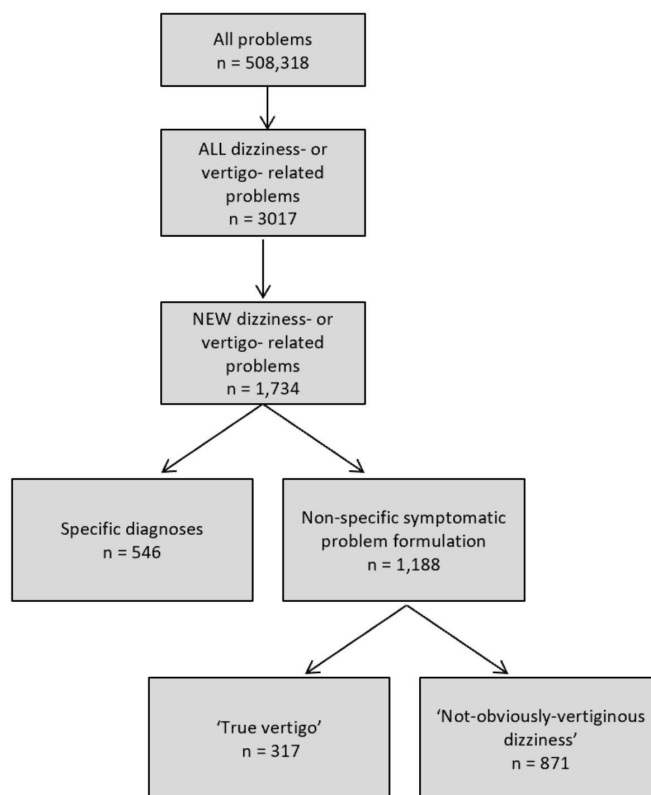 All problems
n = 508,318
ALL dizziness- or
vertigo- related
problems
n = 3017
NEW dizziness- or
vertigo- related
problems
n = 1,734
Specific diagnoses
n = 546
Non-specific symptomatic
problem formulation
n = 1,188
‘True vertigo’
n = 317
‘Not-obviously-vertiginous
dizziness’
n = 871